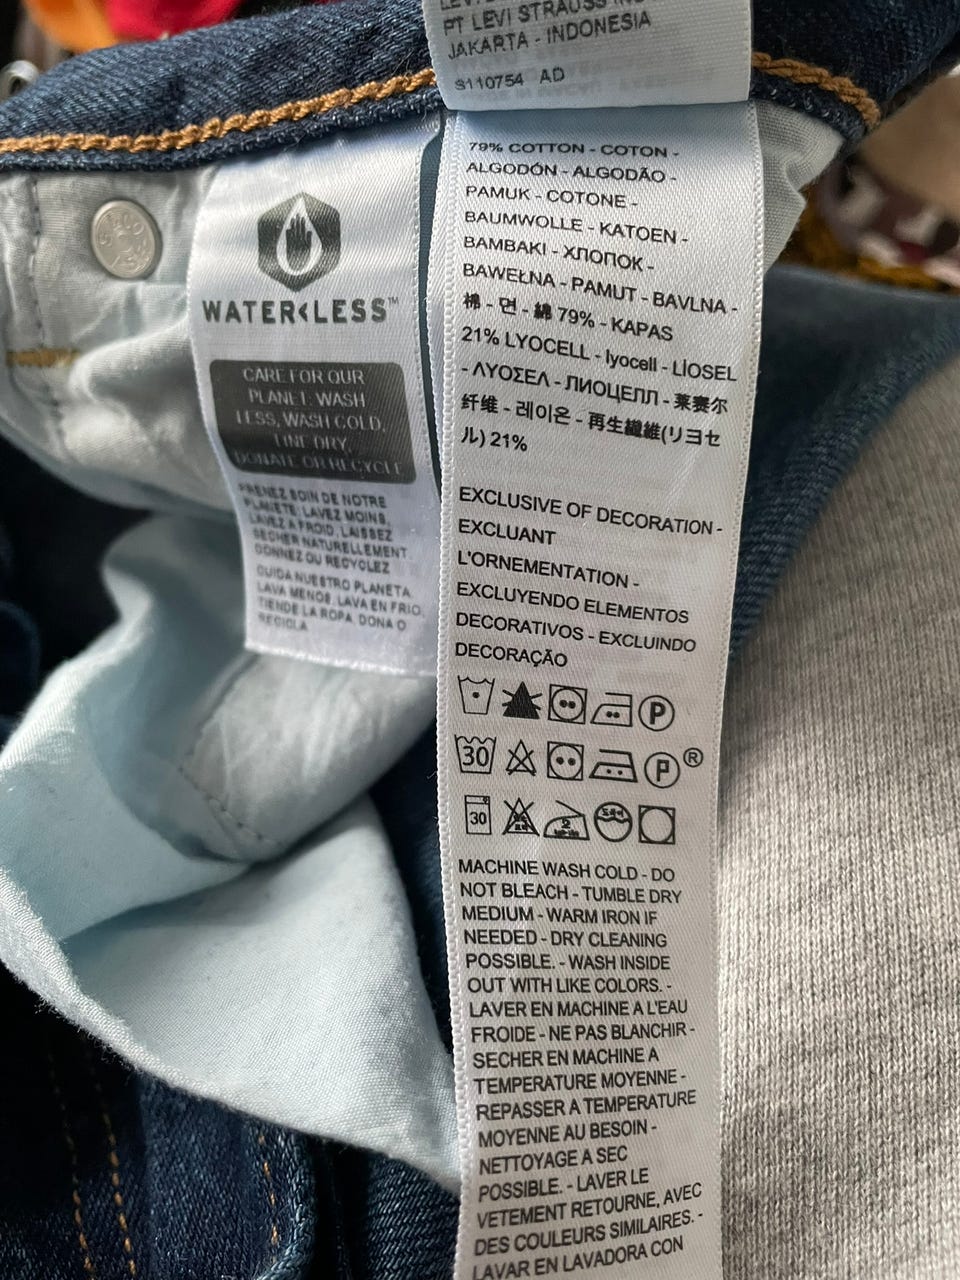 PT LEVI STRAUSS
JAKARTA - INDONESIA
S110754 AD
WATER<LESS™
CARE FOR OUR
PLANET: WASH
LESS, WASH COLD,
LINE DRY,
DONATE OR RECYCLE
PRENEZ SOIN DE NOTRE
PLANÈTE: LAVEZ MOINS,
LAVEZ A FROID, LAISSEZ
SECHER NATURELLEMENT,
DONNEZ OU RECYCLEZ
CUIDA NUESTRO PLANETA.
LAVA MENOS, LAVA EN FRIO,
TIENDE LA ROPA, DONA O
RECICLA
79% COTTON - COTON -
ALGODÓN - ALGODÃO -
PAMUK - COTONE -
BAUMWOLLE - KATOEN -
BAMBAKI - ХЛОПОК -
BAWEŁNA - PAMUT - BAVLNA -
棉 - 면 - 綿 79% - KAPAS
21% LYOCELL - lyocell - LİOSEL
- ΛΥΟΣΕΛ - ЛИОЦЕЛЛ - 莱赛尔
纤维 - 레이온 - 再生繊維(リヨセ
ル) 21%
EXCLUSIVE OF DECORATION -
EXCLUANT
L'ORNEMENTATION -
EXCLUYENDO ELEMENTOS
DECORATIVOS - EXCLUINDO
DECORAÇÃO
P
30 P ®
30 2
MACHINE WASH COLD - DO
NOT BLEACH - TUMBLE DRY
MEDIUM - WARM IRON IF
NEEDED - DRY CLEANING
POSSIBLE. - WASH INSIDE
OUT WITH LIKE COLORS. -
LAVER EN MACHINE A L'EAU
FROIDE - NE PAS BLANCHIR -
SECHER EN MACHINE A
TEMPERATURE MOYENNE -
REPASSER A TEMPERATURE
MOYENNE AU BESOIN -
NETTOYAGE A SEC
POSSIBLE. - LAVER LE
VETEMENT RETOURNE, AVEC
DES COULEURS SIMILAIRES. -
LAVAR EN LAVADORA CON